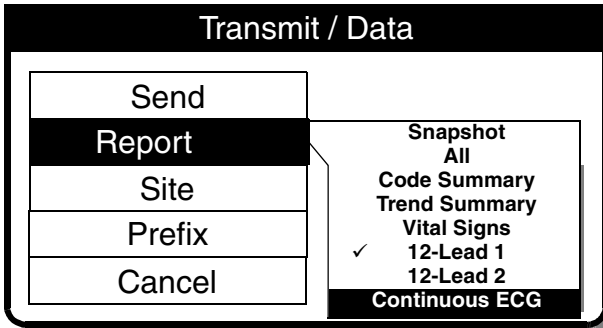 Transmit / Data
Send
Report
Site
Prefix
Cancel
Snapshot
All
Code Summary
Trend Summary
Vital Signs
✓ 12-Lead 1
12-Lead 2
Continuous ECG